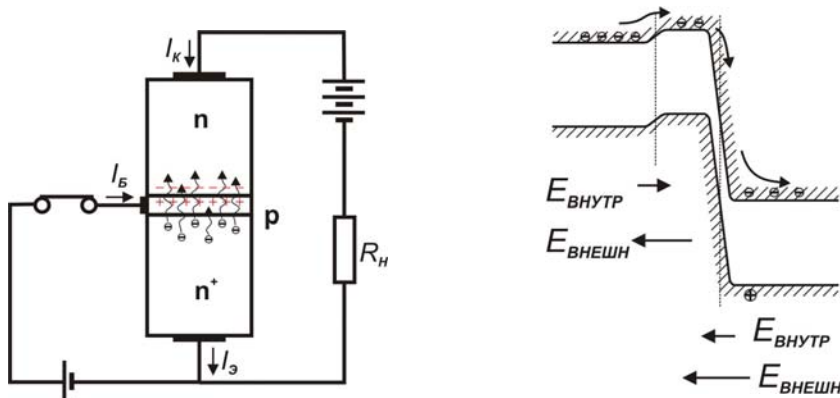 I_К
n
I_Б
p
R_Н
n⁺
I_Э
E_ВНУТР
E_ВНЕШН
E_ВНУТР
E_ВНЕШН